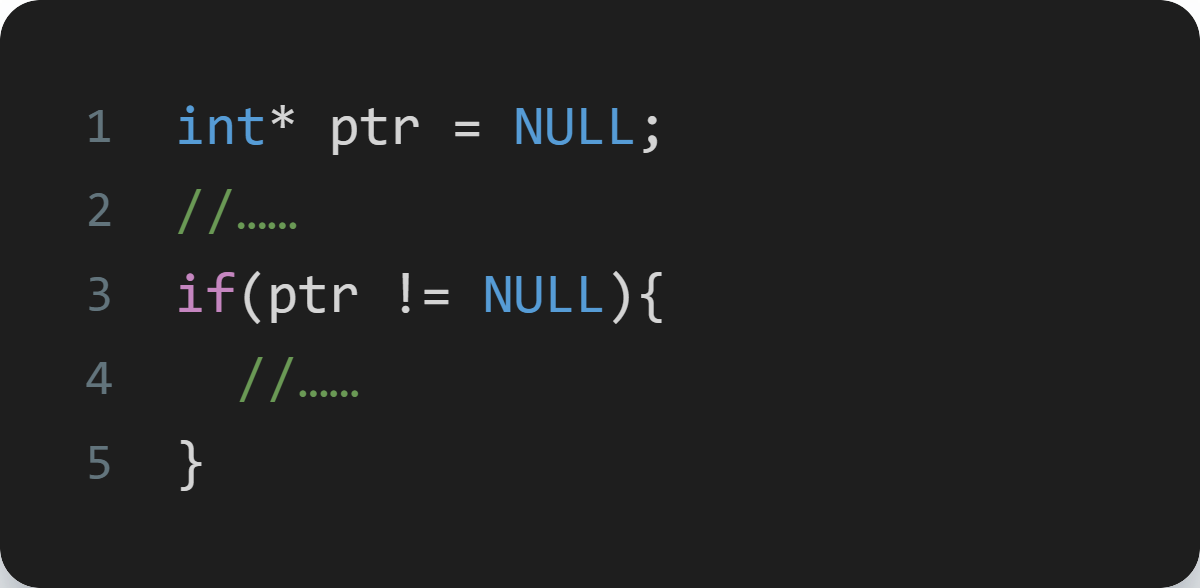 1 int* ptr = NULL;
2 //……
3 if(ptr != NULL){
4   //……
5 }